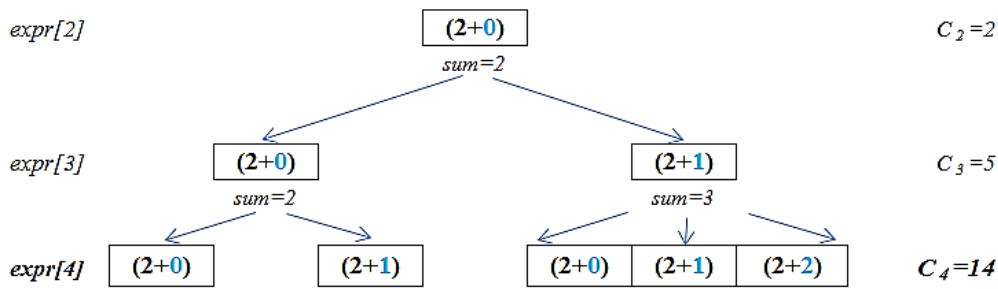 expr[2] (2+0) C₂=2
sum=2
expr[3] (2+0) (2+1) C₃=5
sum=2 sum=3
expr[4] (2+0) (2+1) (2+0) (2+1) (2+2) C₄=14